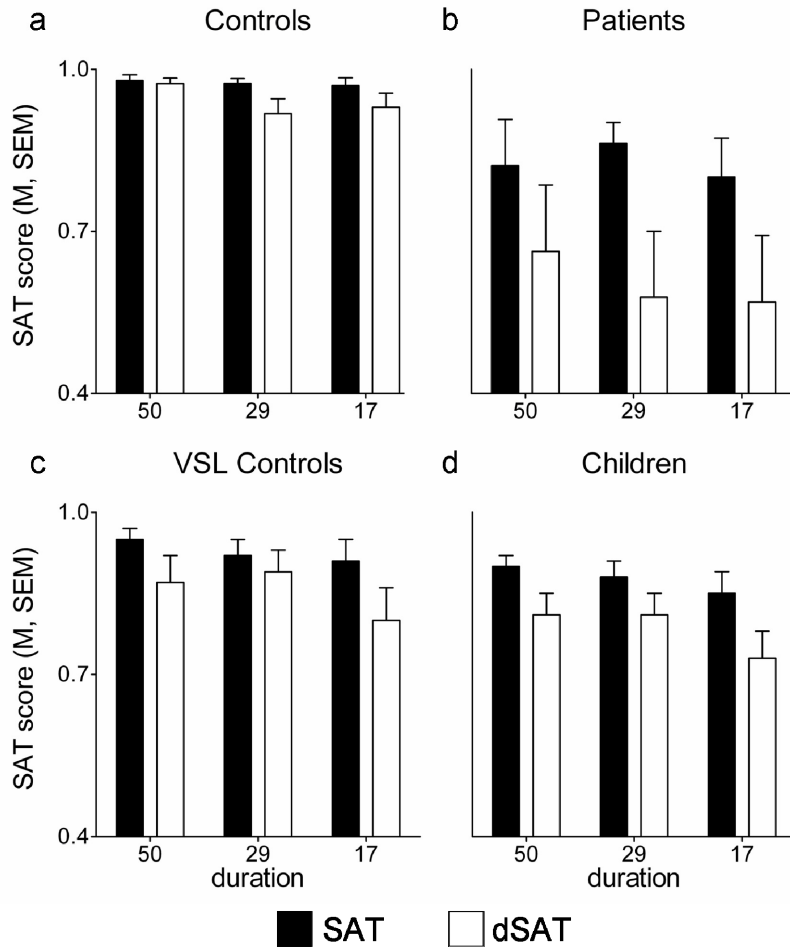 a Controls
b Patients
SAT score (M, SEM)
1.0
0.7
0.4
50 29 17
50 29 17
c VSL Controls
d Children
SAT score (M, SEM)
1.0
0.7
0.4
50 29 17
duration
50 29 17
duration
SAT dSAT